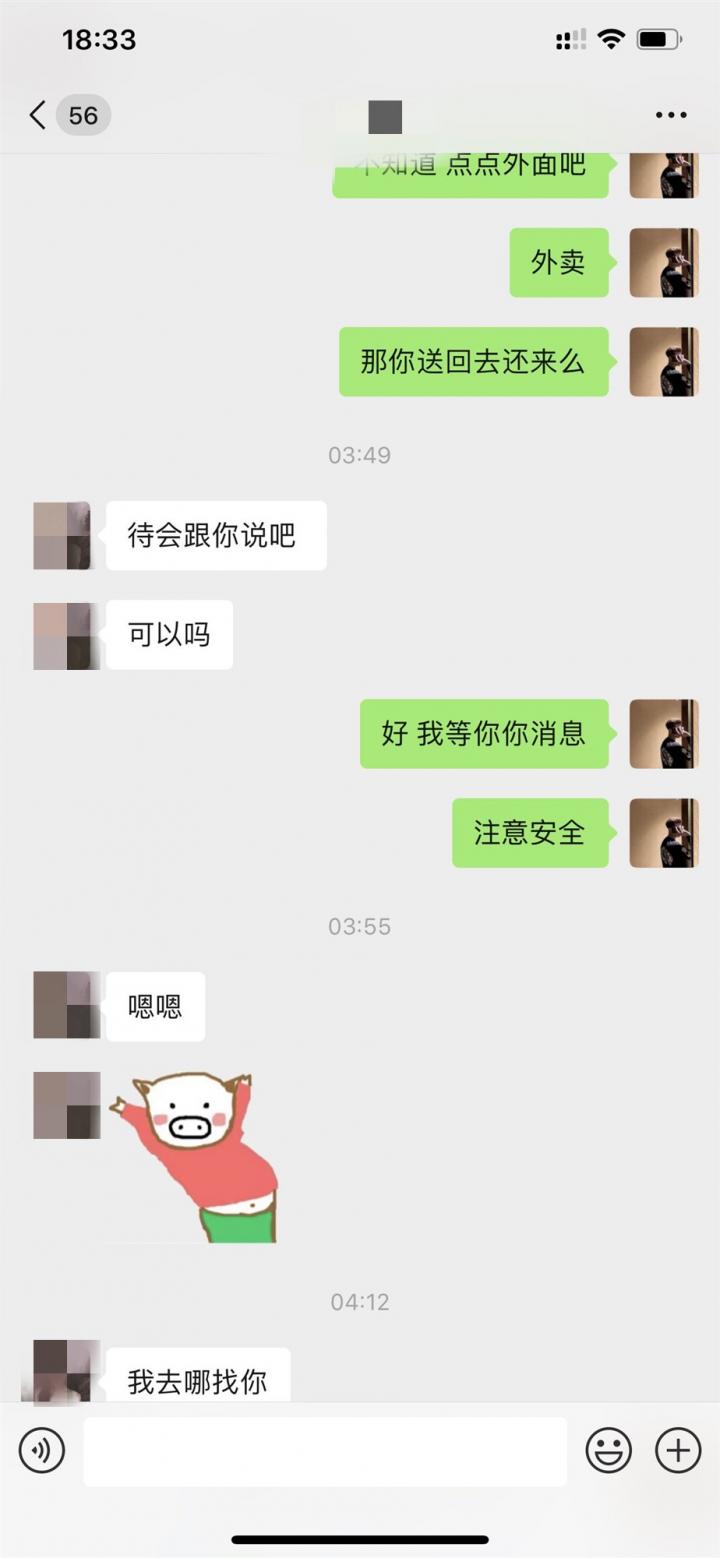 18:33
56
不知道 点点外面吧
外卖
那你送回去还来么
03:49
待会跟你说吧
可以吗
好 我等你你消息
注意安全
03:55
嗯嗯
04:12
我去哪找你